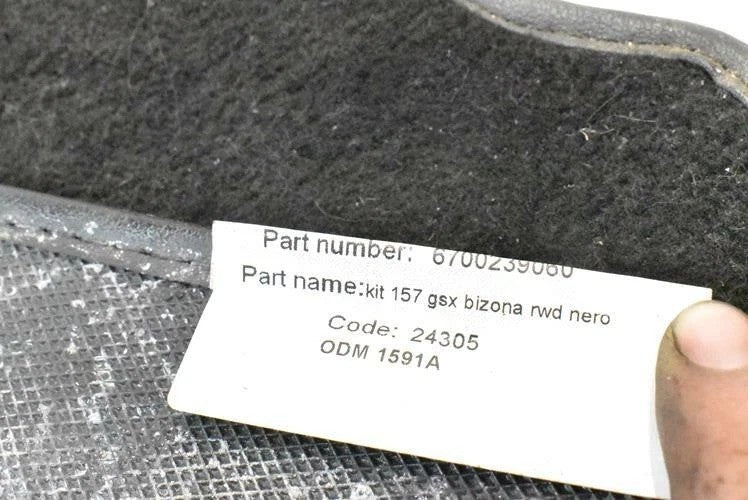 Part number: 6700239060
Part name:kit 157 gsx bizona rwd nero
Code: 24305
ODM 1591A